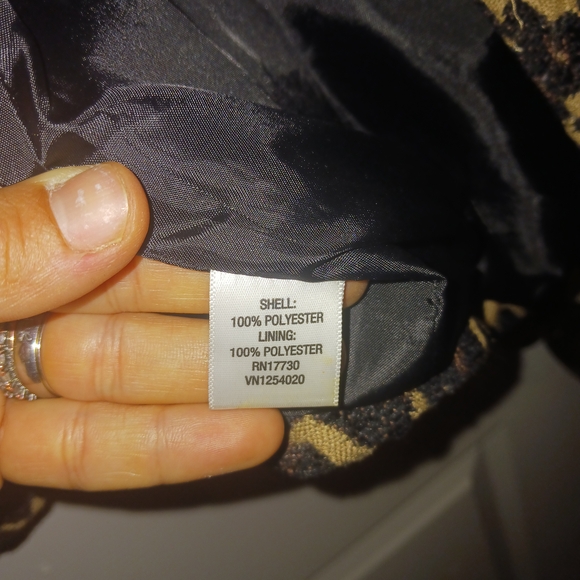 SHELL:
100% POLYESTER
LINING:
100% POLYESTER
RN17730
VN1254020